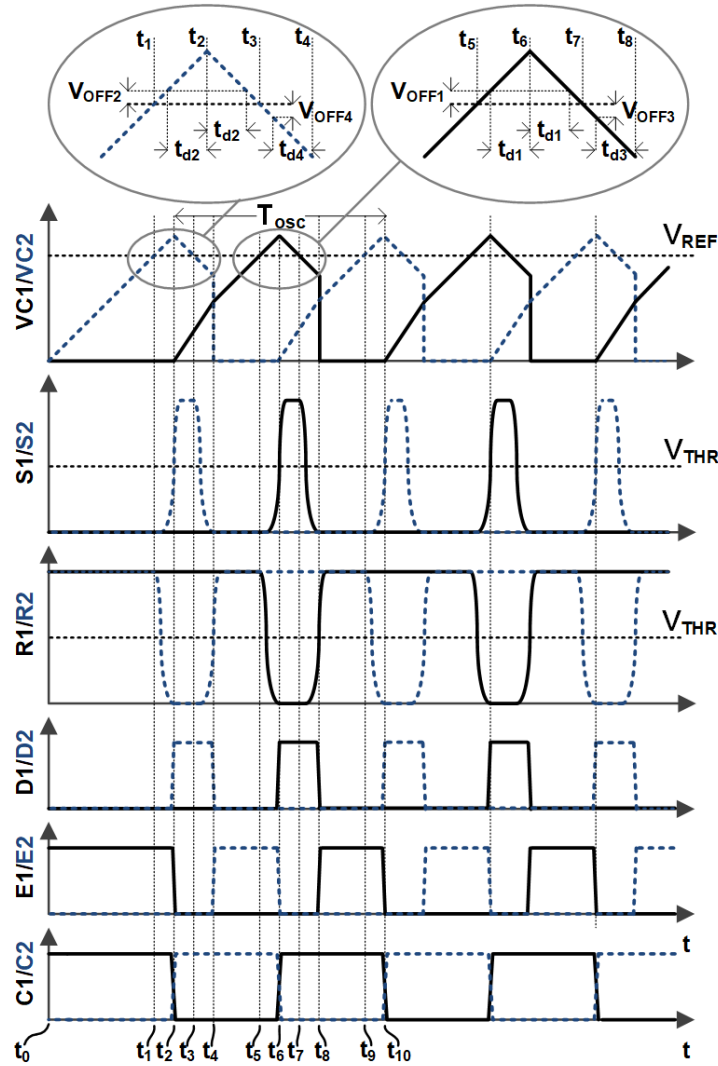 t1 t2 t3 t4
VOFF2
VOFF4
td2
td2
td4
t5 t6 t7 t8
VOFF1
VOFF3
td1
td1
td3
Tosc
VREF
VC1/VC2
S1/S2
VTHR
R1/R2
VTHR
D1/D2
E1/E2
t
C1/C2
t0 t1 t2 t3 t4 t5 t6 t7 t8 t9 t10 t